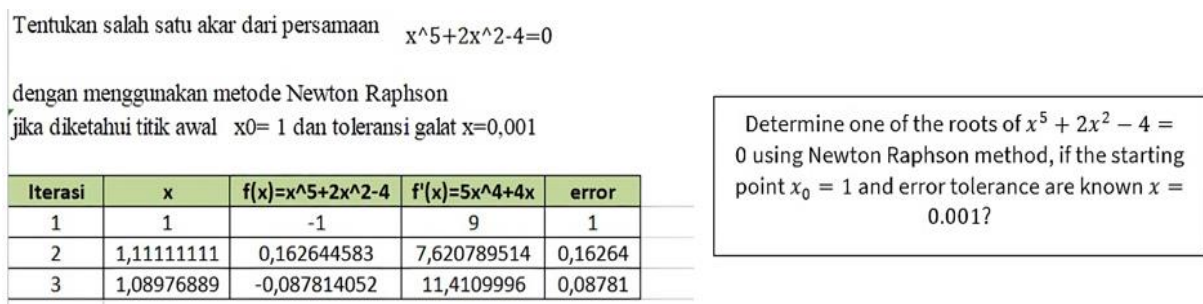 Tentukan salah satu akar dari persamaan x^5+2x^2-4=0
dengan menggunakan metode Newton Raphson
jika diketahui titik awal x0= 1 dan toleransi galat x=0,001
Iterasi x f(x)=x^5+2x^2-4 f'(x)=5x^4+4x error
1 1 -1 9 1
2 1,11111111 0,162644583 7,620789514 0,16264
3 1,08976889 -0,087814052 11,4109996 0,08781
Determine one of the roots of x⁵ + 2x² − 4 =
0 using Newton Raphson method, if the starting
point x₀ = 1 and error tolerance are known x =
0.001?